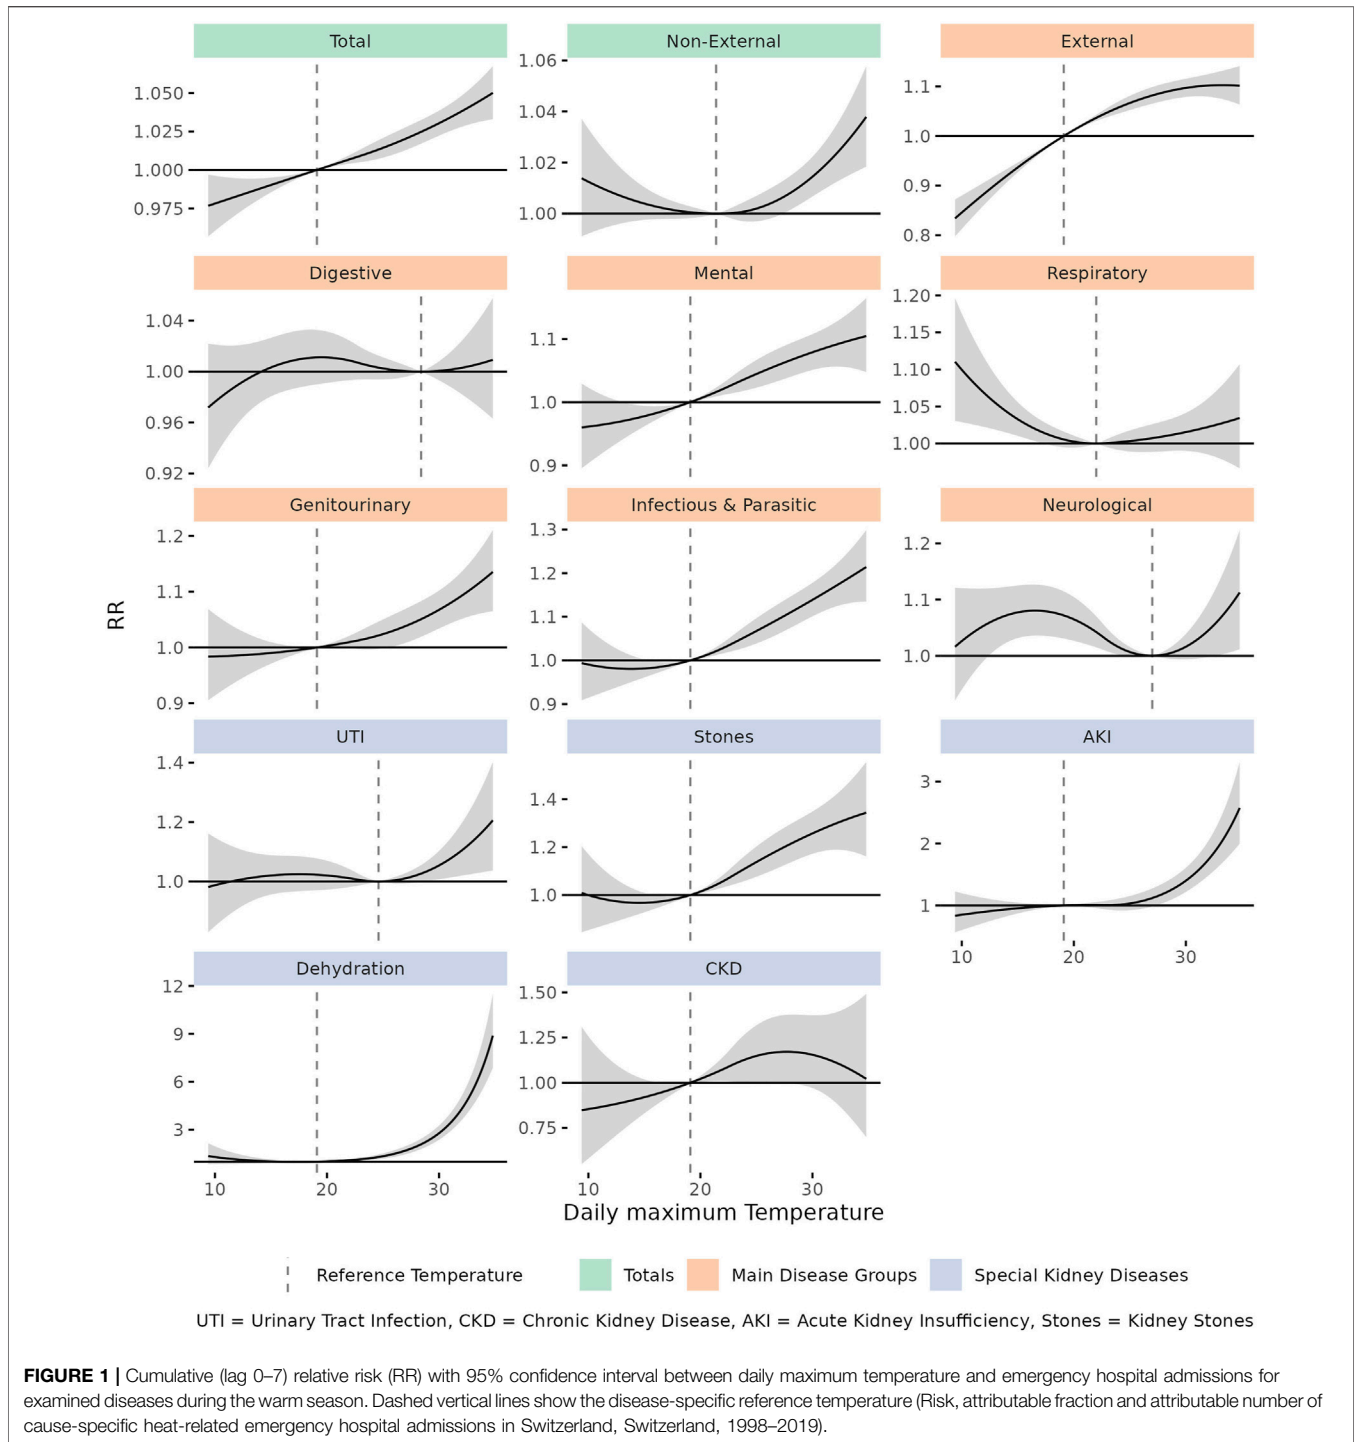 Total
Non-External
External
1.050
1.025
1.000
0.975
1.06
1.04
1.02
1.00
1.1
1.0
0.9
0.8
Digestive
Mental
Respiratory
1.04
1.00
0.96
0.92
1.1
1.0
0.9
1.20
1.15
1.10
1.05
1.00
Genitourinary
Infectious & Parasitic
Neurological
1.2
1.1
1.0
0.9
1.3
1.2
1.1
1.0
0.9
1.2
1.1
1.0
RR
UTI
Stones
AKI
1.4
1.2
1.0
1.4
1.2
1.0
3
2
1
10 20 30
Dehydration
CKD
12
9
6
3
1.50
1.25
1.00
0.75
10 20 30
10 20 30
Daily maximum Temperature
Reference Temperature
Totals
Main Disease Groups
Special Kidney Diseases
UTI = Urinary Tract Infection, CKD = Chronic Kidney Disease, AKI = Acute Kidney Insufficiency, Stones = Kidney Stones
FIGURE 1 | Cumulative (lag 0–7) relative risk (RR) with 95% confidence interval between daily maximum temperature and emergency hospital admissions for
examined diseases during the warm season. Dashed vertical lines show the disease-specific reference temperature (Risk, attributable fraction and attributable number of
cause-specific heat-related emergency hospital admissions in Switzerland, Switzerland, 1998–2019).